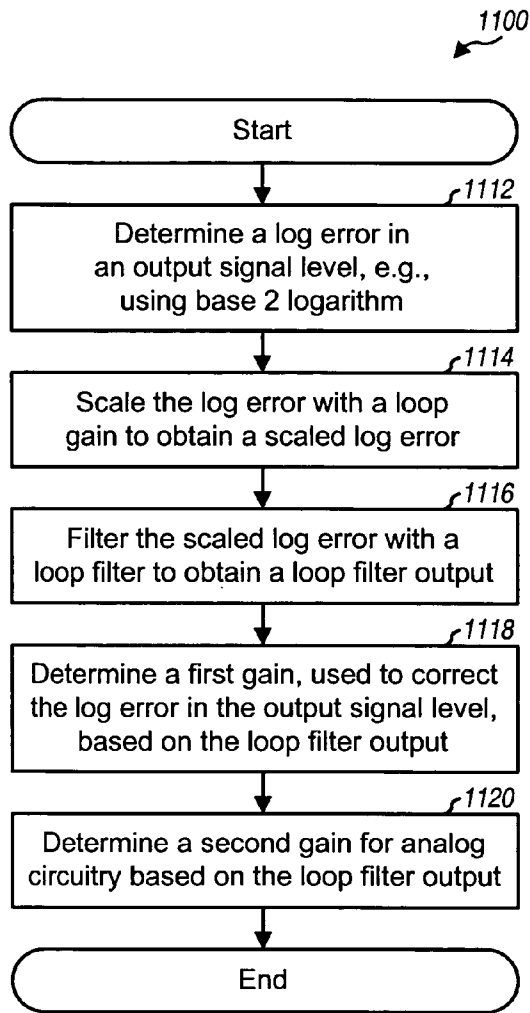 1100
Start
1112
Determine a log error in
an output signal level, e.g.,
using base 2 logarithm
1114
Scale the log error with a loop
gain to obtain a scaled log error
1116
Filter the scaled log error with a
loop filter to obtain a loop filter output
1118
Determine a first gain, used to correct
the log error in the output signal level,
based on the loop filter output
1120
Determine a second gain for analog
circuitry based on the loop filter output
End